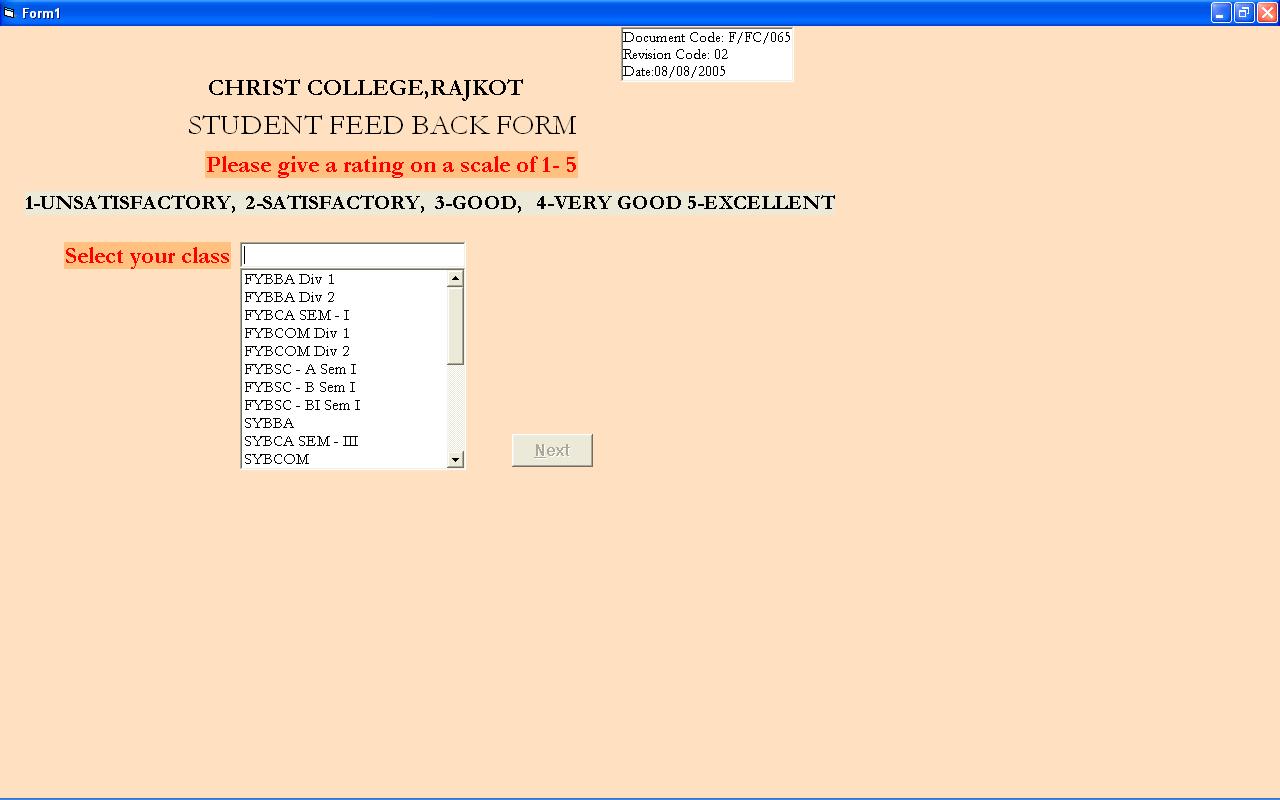 Form1
Document Code: F/FC/065
Revision Code: 02
Date:08/08/2005
CHRIST COLLEGE,RAJKOT
STUDENT FEED BACK FORM
Please give a rating on a scale of 1- 5
1-UNSATISFACTORY, 2-SATISFACTORY, 3-GOOD, 4-VERY GOOD 5-EXCELLENT
Select your class
FYBBA Div 1
FYBBA Div 2
FYBCA SEM - I
FYBCOM Div 1
FYBCOM Div 2
FYBSC - A Sem I
FYBSC - B Sem I
FYBSC - BI Sem I
SYBBA
SYBCA SEM - III
SYBCOM
Next